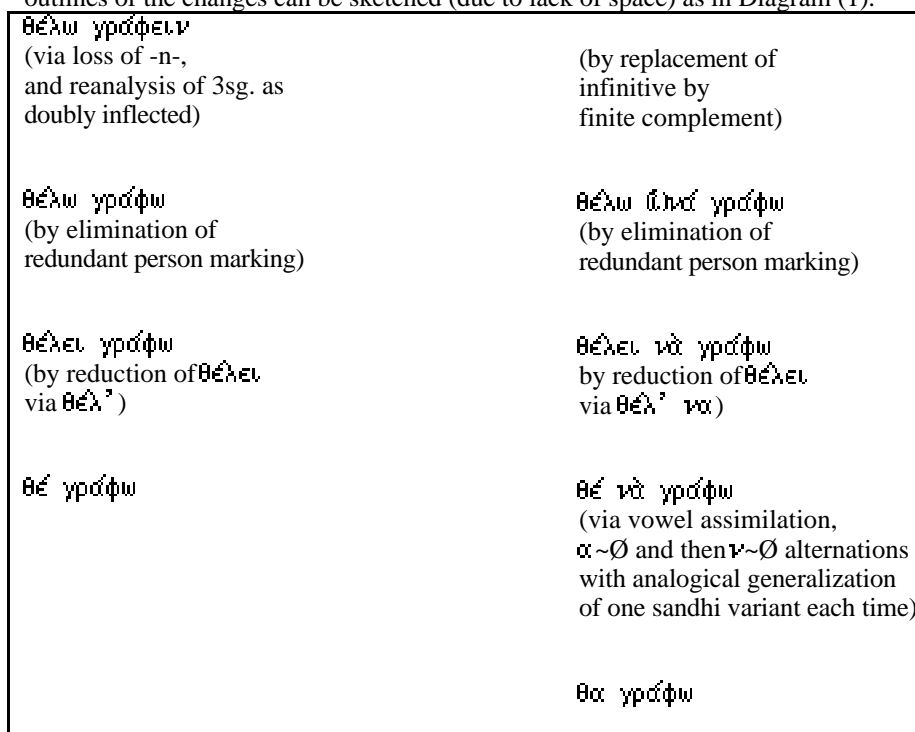 outlines of the changes can be sketched (due to lack of space) as in Diagram (1):
θέλω γράφειν
(via loss of -n-,
and reanalysis of 3sg. as
doubly inflected)
θέλω γράφω
(by elimination of
redundant person marking)
θέλει γράφω
(by reduction of θέλει
via θέλ’)
θέ γράφω
(by replacement of
infinitive by
finite complement)
θέλω γράφω
(by elimination of
redundant person marking)
θέλει νὰ γράφω
by reduction of θέλει
via θέλ’ να)
θέ νὰ γράφω
(via vowel assimilation,
α~Ø and then ν~Ø alternations
with analogical generalization
of one sandhi variant each time)
θα γράφω